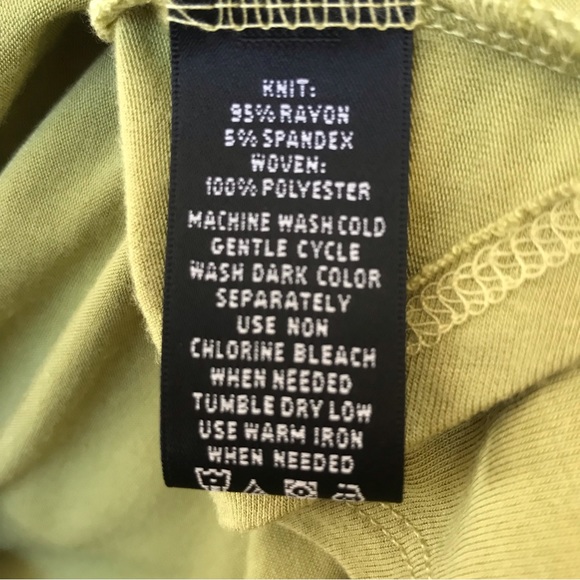 KNIT:
95% RAYON
5% SPANDEX
WOVEN:
100% POLYESTER
MACHINE WASH COLD
GENTLE CYCLE
WASH DARK COLOR
SEPARATELY
USE NON
CHLORINE BLEACH
WHEN NEEDED
TUMBLE DRY LOW
USE WARM IRON
WHEN NEEDED